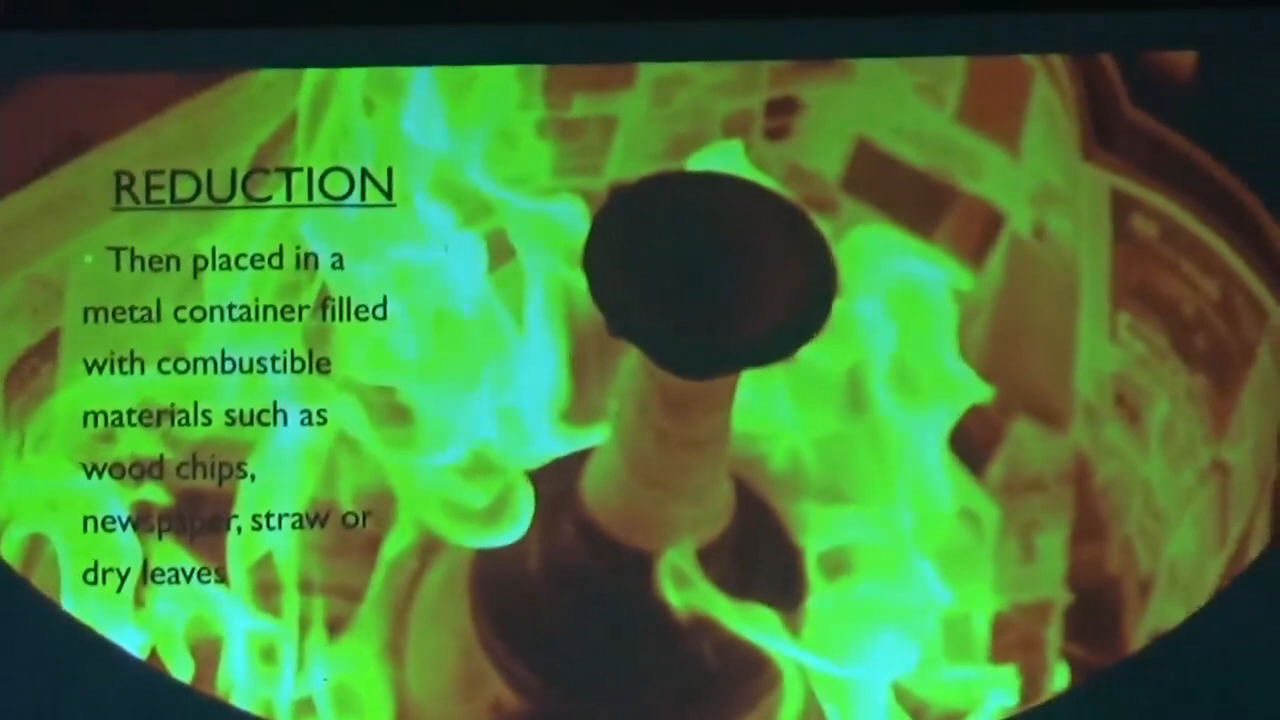 REDUCTION
Then placed in a
metal container filled
with combustible
materials such as
wood chips,
newspaper, straw or
dry leaves